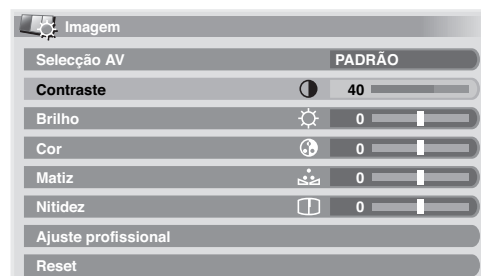 Imagem
Selecção AV PADRÃO
Contraste 40
Brilho 0
Cor 0
Matiz 0
Nitidez 0
Ajuste profissional
Reset